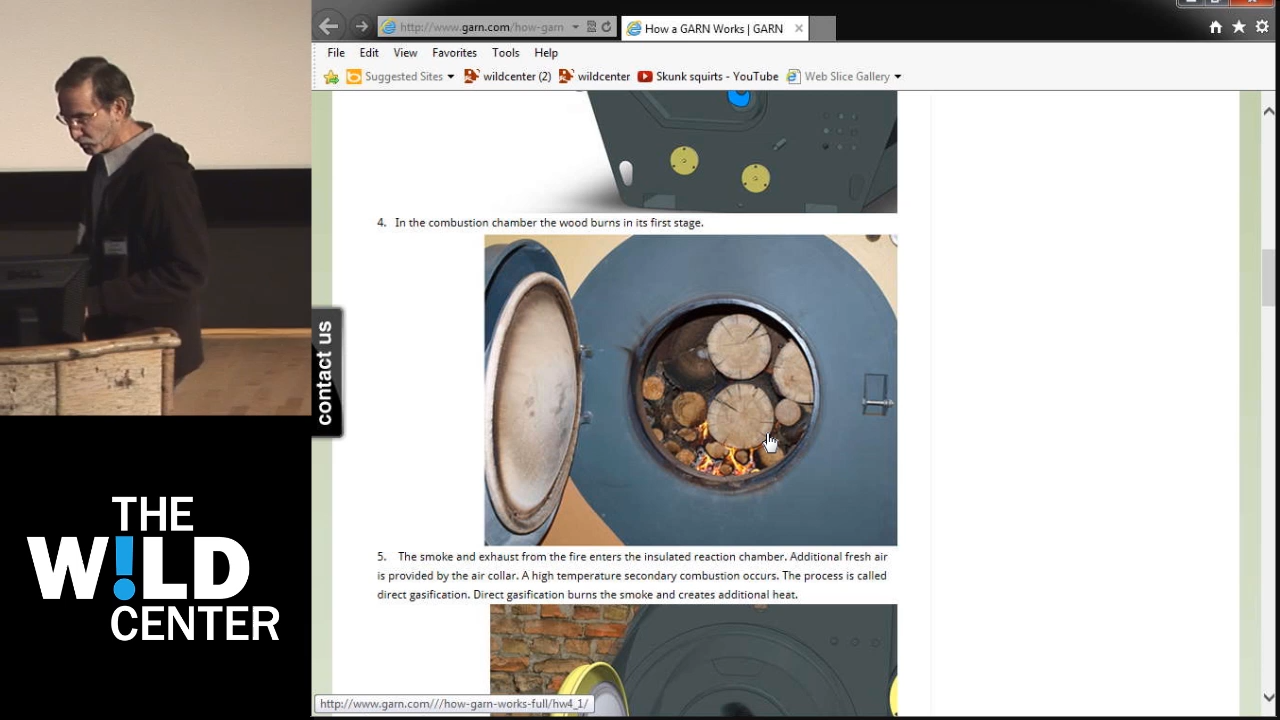 http://www.garn.com/how-garn
How a GARN Works | GARN
File Edit View Favorites Tools Help
Suggested Sites wildcenter (2) wildcenter Skunk squirts - YouTube Web Slice Gallery
4. In the combustion chamber the wood burns in its first stage.
contact us
5. The smoke and exhaust from the fire enters the insulated reaction chamber. Additional fresh air
is provided by the air collar. A high temperature secondary combustion occurs. The process is called
direct gasification. Direct gasification burns the smoke and creates additional heat.
http://www.garn.com///how-garn-works-full/hw4_1/
DELL
THE
W!LD
CENTER